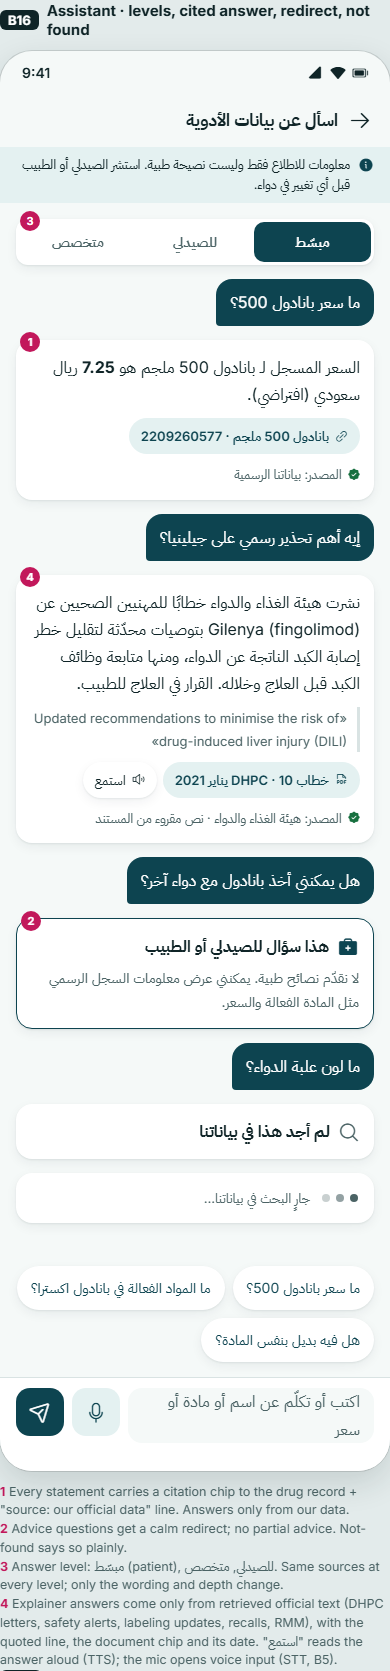 B16 Assistant · levels, cited answer, redirect, not
found
9:41
اسأل عن بيانات الأدوية
معلومات للاطلاع فقط وليست نصيحة طبية. استشر الصيدلي أو الطبيب
قبل أي تغيير في دواء.
3
مبسّط
للصيدلي
متخصص
ما سعر بانادول 500؟
1
السعر المسجل لـ بانادول 500 ملجم هو 7.25 ريال
سعودي (افتراضي).
بانادول 500 ملجم · 2209260577
المصدر: بياناتنا الرسمية
إيه أهم تحذير رسمي على جيلينيا؟
4
نشرت هيئة الغذاء والدواء خطابًا للمهنيين الصحيين عن
Gilenya (fingolimod) بتوصيات محدّثة لتقليل خطر
إصابة الكبد الناتجة عن الدواء، ومنها متابعة وظائف
الكبد قبل العلاج وخلاله. القرار في العلاج للطبيب.
Updated recommendations to minimise the risk of»
«drug-induced liver injury (DILI)
خطاب DHPC · 10 يناير 2021
استمع
المصدر: هيئة الغذاء والدواء · نص مقروء من المستند
هل يمكنني أخذ بانادول مع دواء آخر؟
2
هذا سؤال للصيدلي أو الطبيب
لا نقدّم نصائح طبية. يمكنني عرض معلومات السجل الرسمي
مثل المادة الفعالة والسعر.
ما لون علبة الدواء؟
لم أجد هذا في بياناتنا
جارٍ البحث في بياناتنا...
ما سعر بانادول 500؟
ما المواد الفعالة في بانادول اكسترا؟
هل فيه بديل بنفس المادة؟
اكتب أو تكلّم عن اسم أو مادة أو
سعر
1 Every statement carries a citation chip to the drug record +
"source: our official data" line. Answers only from our data.
2 Advice questions get a calm redirect; no partial advice. Not-
found says so plainly.
3 Answer level: مبسّط (patient), للصيدلي, متخصص. Same sources at
every level; only the wording and depth change.
4 Explainer answers come only from retrieved official text (DHPC
letters, safety alerts, labeling updates, recalls, RMM), with the
quoted line, the document chip and its date. "استمع" reads the
answer aloud (TTS); the mic opens voice input (STT, B5).